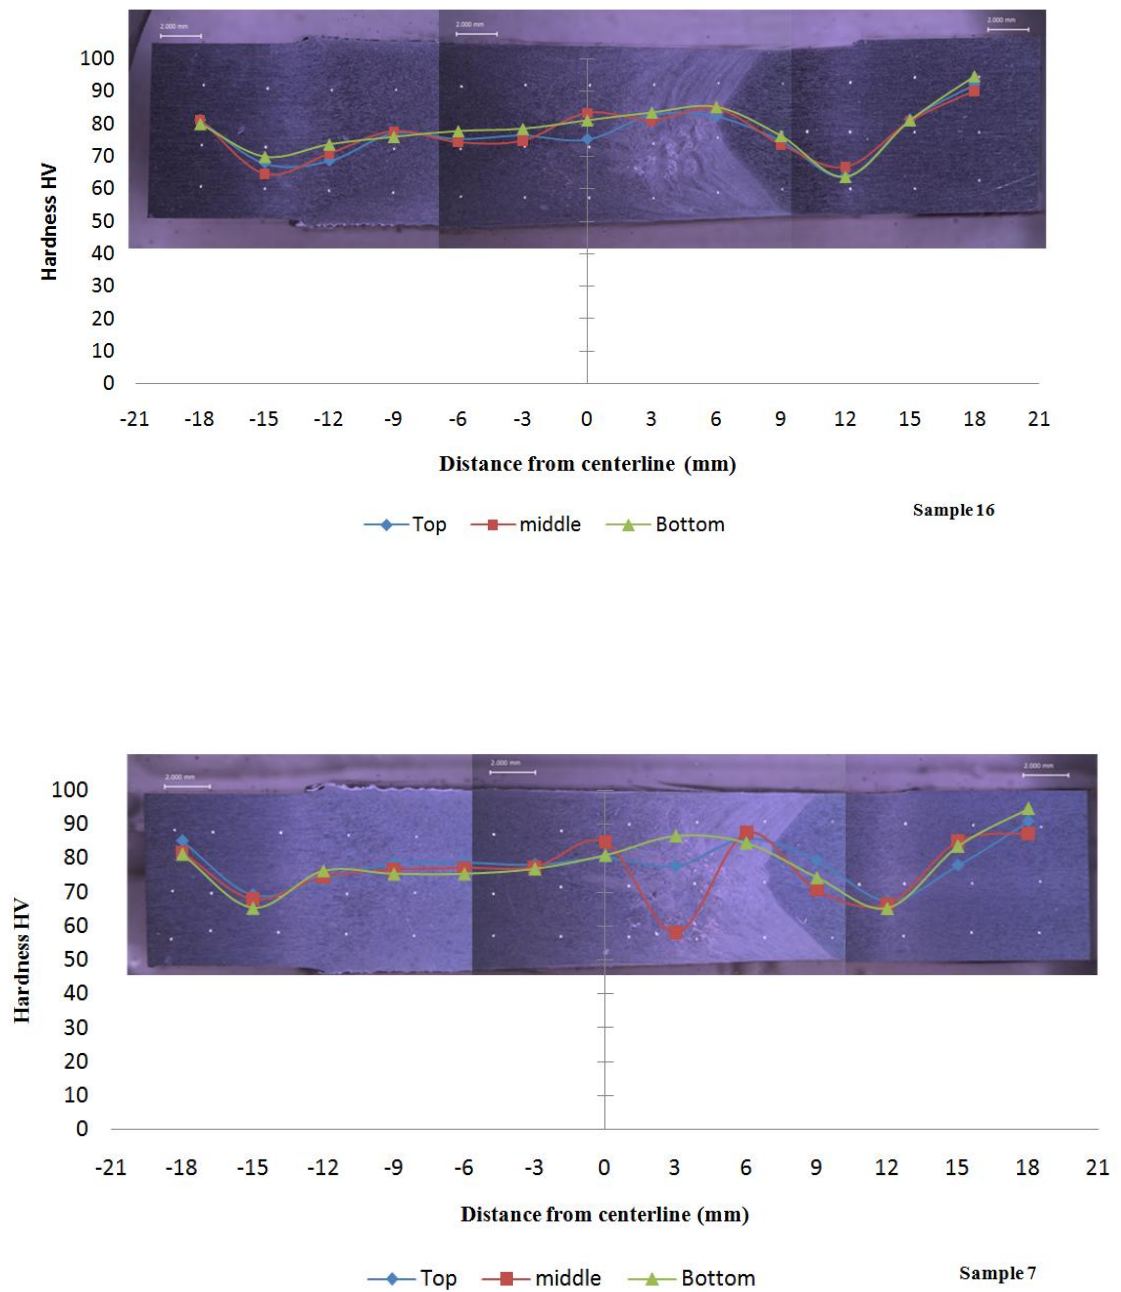 2.000 mm
2.000 mm
2.000 mm
100
90
80
70
60
50
40
30
20
10
0
Hardness HV
-21 -18 -15 -12 -9 -6 -3 0 3 6 9 12 15 18 21
Distance from centerline (mm)
Top middle Bottom
Sample 16
2.000 mm
2.000 mm
2.000 mm
100
90
80
70
60
50
40
30
20
10
0
Hardness HV
-21 -18 -15 -12 -9 -6 -3 0 3 6 9 12 15 18 21
Distance from centerline (mm)
Top middle Bottom
Sample 7